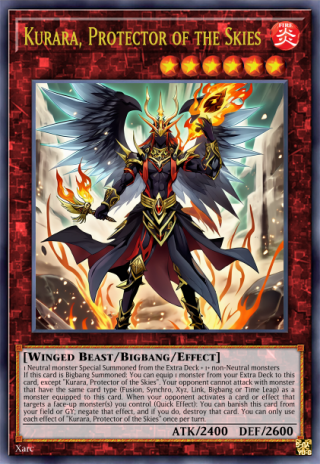 Kurara, Protector of the Skies
FIRE
炎
[Winged Beast/Bigbang/Effect]
1 Neutral monster Special Summoned from the Extra Deck + 1+ non-Neutral monsters
If this card is Bigbang Summoned: You can equip 1 monster from your Extra Deck to this
card, except "Kurara, Protector of the Skies". Your opponent cannot attack with monster
that have the same card type (Fusion, Synchro, Xyz, Link, Bigbang or Time Leap) as a
monster equipped to this card. When your opponent activates a card or effect that
targets a face-up monster(s) you control (Quick Effect): You can banish this card from
your field or GY; negate that effect, and if you do, destroy that card. You can only use
each effect of "Kurara, Protector of the Skies" once per turn
ATK/2400 DEF/2600
Xarc